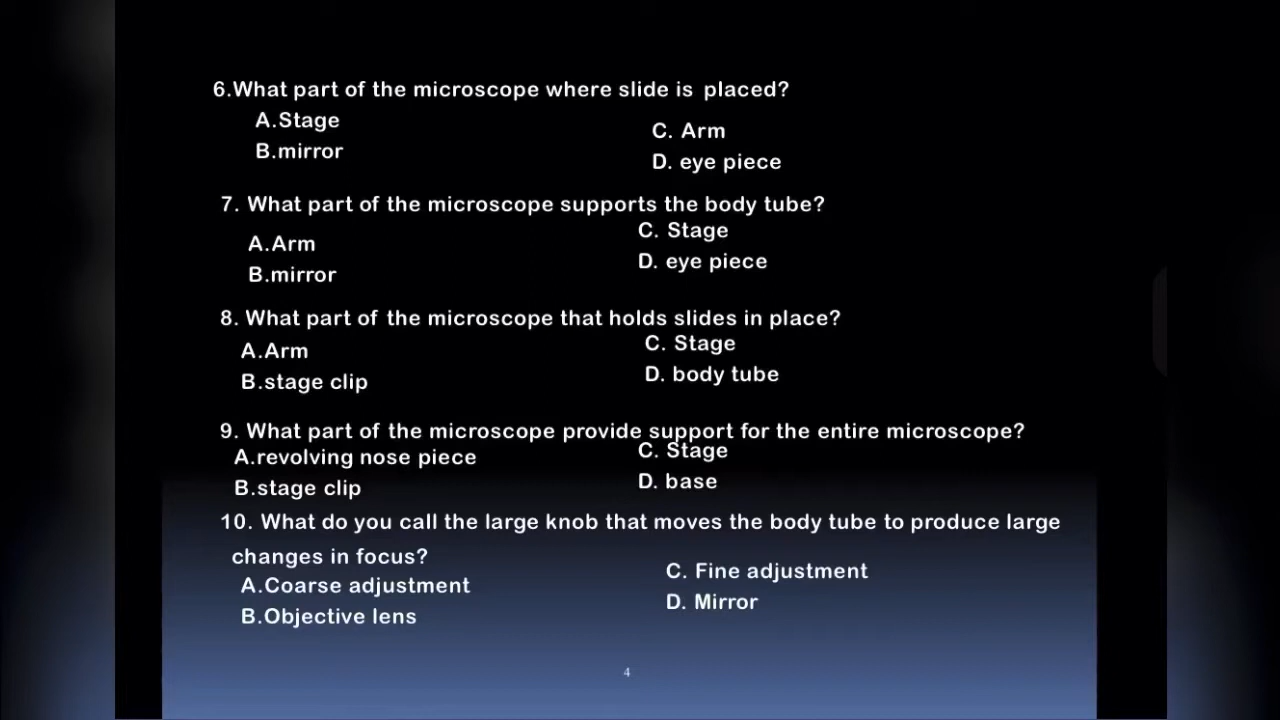 6.What part of the microscope where slide is placed?
A.Stage
B.mirror
C. Arm
D. eye piece
7. What part of the microscope supports the body tube?
A.Arm
B.mirror
C. Stage
D. eye piece
8. What part of the microscope that holds slides in place?
A.Arm
B.stage clip
C. Stage
D. body tube
9. What part of the microscope provide support for the entire microscope?
A.revolving nose piece
B.stage clip
C. Stage
D. base
10. What do you call the large knob that moves the body tube to produce large
changes in focus?
A.Coarse adjustment
B.Objective lens
C. Fine adjustment
D. Mirror
4